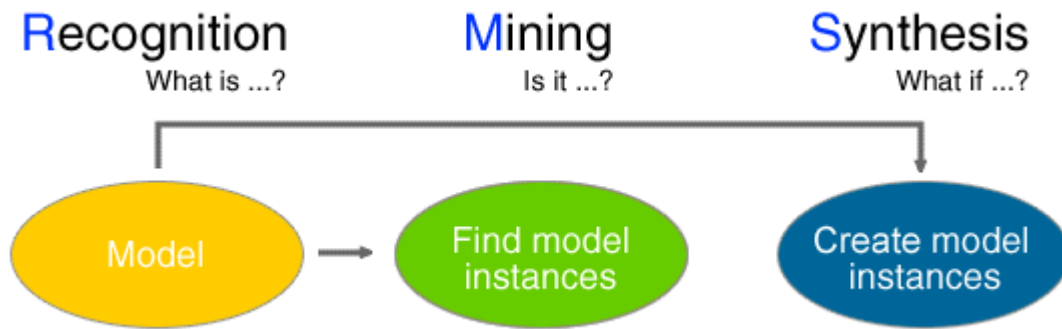 Recognition
What is ...?
Mining
Is it ...?
Synthesis
What if ...?
Model
Find model
instances
Create model
instances